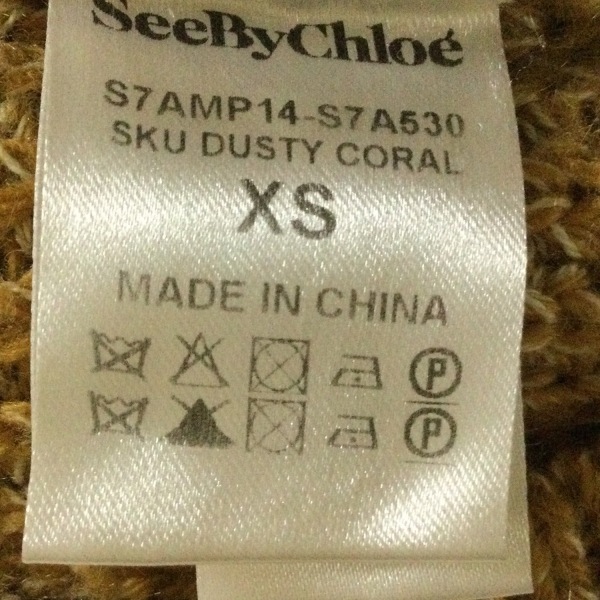 SeeByChloé
S7AMP14-S7A530
SKU DUSTY CORAL
XS
MADE IN CHINA
P
P